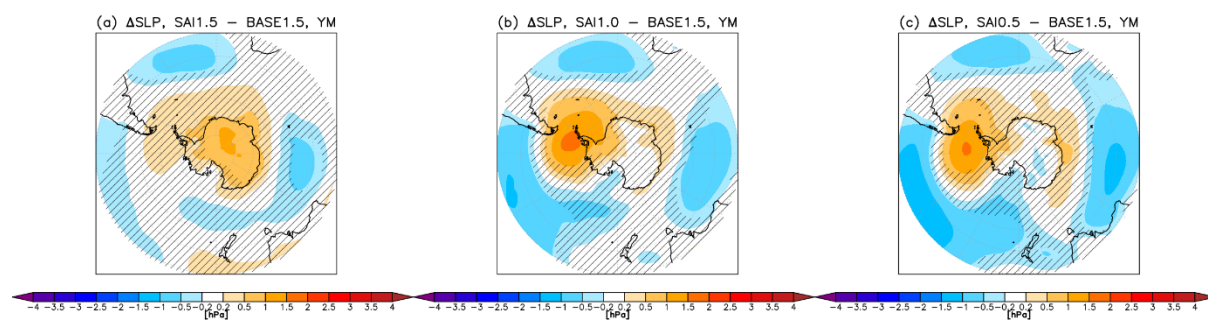 (a) ΔSLP, SAI1.5 − BASE1.5, YM
(b) ΔSLP, SAI1.0 − BASE1.5, YM
(c) ΔSLP, SAI0.5 − BASE1.5, YM
−4 −3.5 −3 −2.5 −2 −1.5 −1 −0.5 −0.2 0.2 0.5 1 1.5 2 2.5 3 3.5 4
[hPa]
−4 −3.5 −3 −2.5 −2 −1.5 −1 −0.5 −0.2 0.2 0.5 1 1.5 2 2.5 3 3.5 4
[hPa]
−4 −3.5 −3 −2.5 −2 −1.5 −1 −0.5 −0.2 0.2 0.5 1 1.5 2 2.5 3 3.5 4
[hPa]